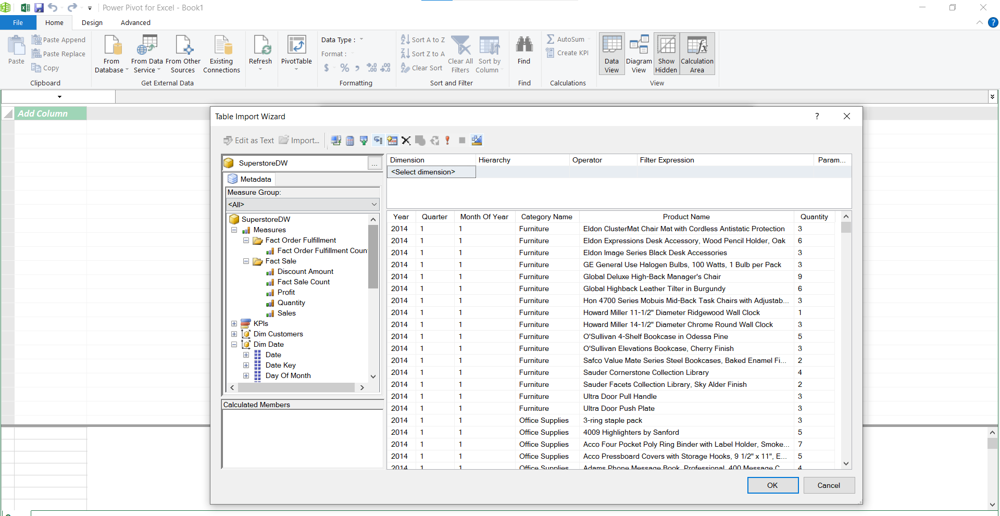 Power Pivot for Excel - Book1
File Home Design Advanced
Paste
Paste Append
Paste Replace
Copy
Clipboard
From Database
From Data Service
From Other Sources
Existing Connections
Get External Data
Refresh
PivotTable
Data Type :
Format :
$ % , .00 .0
Formatting
Sort A to Z
Sort Z to A
Clear Sort
Clear All Filters
Sort by Column
Sort and Filter
Find
Find
AutoSum
Create KPI
Calculations
Data View
Diagram View
Show Hidden
Calculation Area
View
Add Column
Table Import Wizard
Edit as Text Import...
SuperstoreDW ...
Metadata
Measure Group:
<All>
SuperstoreDW
Measures
Fact Order Fulfillment
Fact Order Fulfillment Coun
Fact Sale
Discount Amount
Fact Sale Count
Profit
Quantity
Sales
KPIs
Dim Customers
Dim Date
Date
Date Key
Day Of Month
Calculated Members
Dimension Hierarchy Operator Filter Expression Param...
<Select dimension>
Year Quarter Month Of Year Category Name Product Name Quantity
2014 1 1 Furniture Eldon ClusterMat Chair Mat with Cordless Antistatic Protection 3
2014 1 1 Furniture Eldon Expressions Desk Accessory, Wood Pencil Holder, Oak 6
2014 1 1 Furniture Eldon Image Series Black Desk Accessories 3
2014 1 1 Furniture GE General Use Halogen Bulbs, 100 Watts, 1 Bulb per Pack 3
2014 1 1 Furniture Global Deluxe High-Back Manager's Chair 9
2014 1 1 Furniture Global Highback Leather Tilter in Burgundy 6
2014 1 1 Furniture Hon 4700 Series Mobuis Mid-Back Task Chairs with Adjustab... 3
2014 1 1 Furniture Howard Miller 11-1/2" Diameter Ridgewood Wall Clock 1
2014 1 1 Furniture Howard Miller 14-1/2" Diameter Chrome Round Wall Clock 3
2014 1 1 Furniture O'Sullivan 4-Shelf Bookcase in Odessa Pine 5
2014 1 1 Furniture O'Sullivan Elevations Bookcase, Cherry Finish 3
2014 1 1 Furniture Safco Value Mate Series Steel Bookcases, Baked Enamel Fi... 2
2014 1 1 Furniture Sauder Cornerstone Collection Library 4
2014 1 1 Furniture Sauder Facets Collection Library, Sky Alder Finish 2
2014 1 1 Furniture Ultra Door Pull Handle 3
2014 1 1 Furniture Ultra Door Push Plate 3
2014 1 1 Office Supplies 3-ring staple pack 3
2014 1 1 Office Supplies 4009 Highlighters by Sanford 5
2014 1 1 Office Supplies Acco Four Pocket Poly Ring Binder with Label Holder, Smoke... 7
2014 1 1 Office Supplies Acco Pressboard Covers with Storage Hooks, 9 1/2" x 11", E... 5
2014 1 1 Office Supplies Adams Phone Message Book, Professional, 400 Message C... 4
OK Cancel